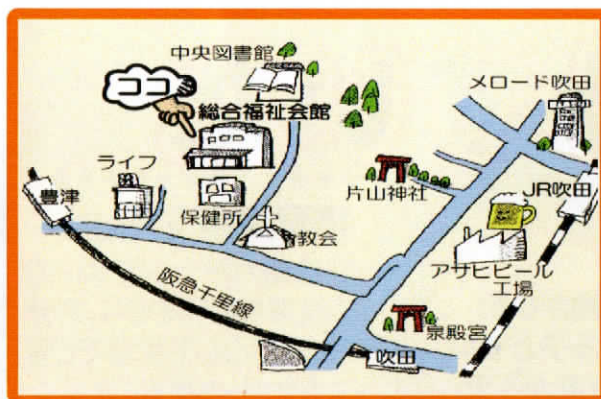 中央図書館
ココ
総合福祉会館
メロード吹田
ライフ
豊津
保健所
教会
片山神社
JR吹田
アサヒビール
工場
阪急千里線
泉殿宮
吹田